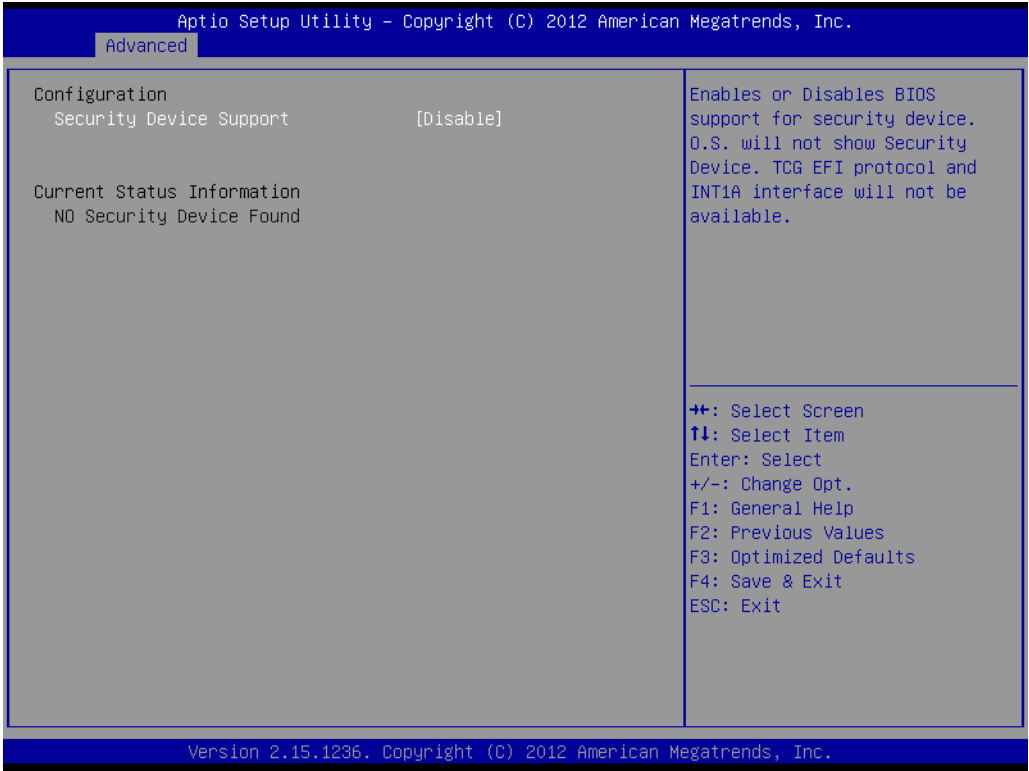 Aptio Setup Utility – Copyright (C) 2012 American Megatrends, Inc.
Advanced
Configuration
Security Device Support [Disable]
Current Status Information
NO Security Device Found
Enables or Disables BIOS
support for security device.
O.S. will not show Security
Device. TCG EFI protocol and
INT1A interface will not be
available.
→←: Select Screen
↑↓: Select Item
Enter: Select
+/-: Change Opt.
F1: General Help
F2: Previous Values
F3: Optimized Defaults
F4: Save & Exit
ESC: Exit
Version 2.15.1236. Copyright (C) 2012 American Megatrends, Inc.